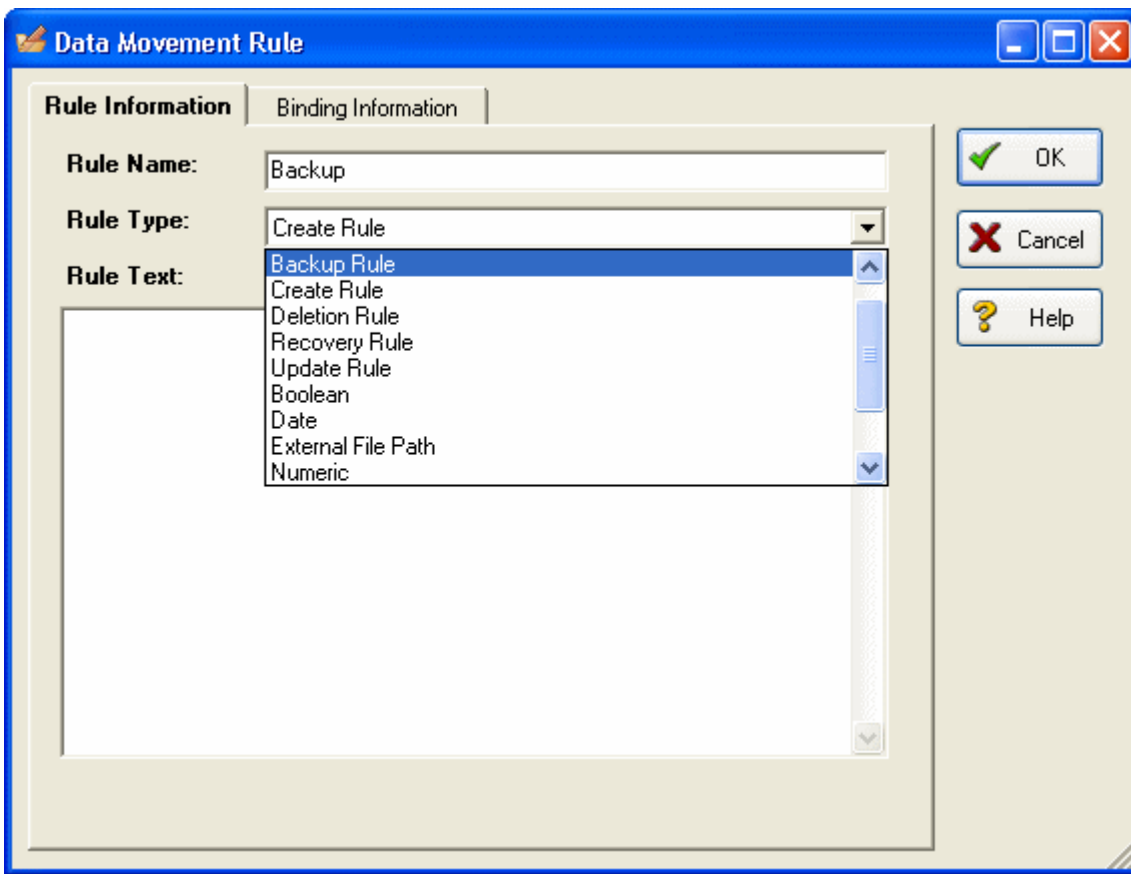 Data Movement Rule
Rule Information
Binding Information
Rule Name:
Backup
OK
Rule Type:
Create Rule
Cancel
Rule Text:
Backup Rule
Create Rule
Deletion Rule
Recovery Rule
Update Rule
Boolean
Date
External File Path
Numeric
Help